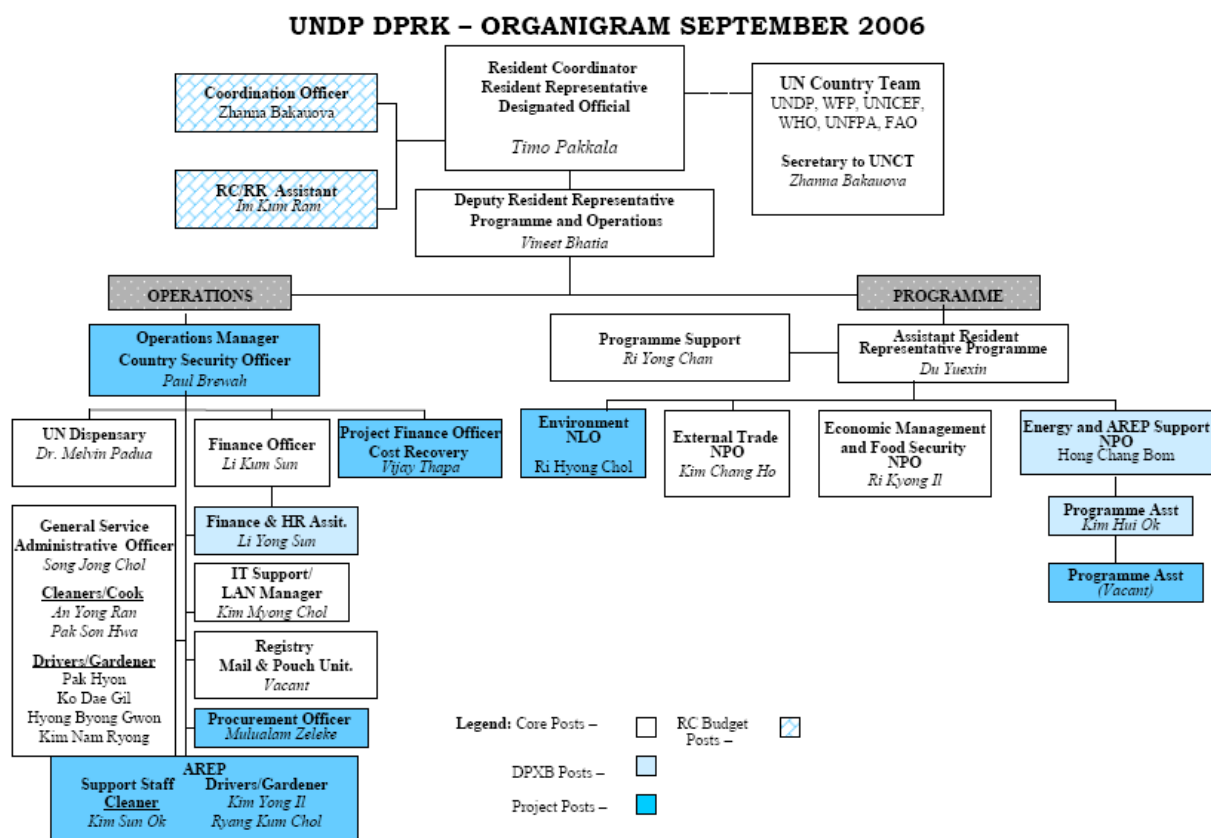 UNDP DPRK – ORGANIGRAM SEPTEMBER 2006
Coordination Officer
Zhanna Bakauova
RC/RR Assistant
Im Kum Ram
Resident Coordinator
Resident Representative
Designated Official
Timo Pakkala
UN Country Team
UNDP, WFP, UNICEF,
WHO, UNFPA, FAO
Secretary to UNCT
Zhanna Bakauova
Deputy Resident Representative
Programme and Operations
Vineet Bhatia
OPERATIONS
PROGRAMME
Operations Manager
Country Security Officer
Paul Brewah
Programme Support
Ri Yong Chan
Assistant Resident
Representative Programme
Du Yuexin
UN Dispensary
Dr. Melvin Padua
Finance Officer
Li Kum Sun
Project Finance Officer
Cost Recovery
Vijay Thapa
Environment
NLO
Ri Hyong Chol
External Trade
NPO
Kim Chang Ho
Economic Management
and Food Security
NPO
Ri Kyong Il
Energy and AREP Support
NPO
Hong Chang Bom
Programme Asst
Kim Hui Ok
Programme Asst
(Vacant)
General Service
Administrative Officer
Song Jong Chol
Cleaners/Cook
An Yong Ran
Pak Son Hwa
Drivers/Gardener
Pak Hyon
Ko Dae Gil
Hyong Byong Gwon
Kim Nam Ryong
Finance & HR Assit.
Li Yong Sun
IT Support/
LAN Manager
Kim Myong Chol
Registry
Mail & Pouch Unit.
Vacant
Procurement Officer
Mulualam Zeleke
AREP
Support Staff Drivers/Gardener
Cleaner Kim Yong Il
Kim Sun Ok Ryang Kum Chol
Legend: Core Posts –
RC Budget
Posts –
DPXB Posts –
Project Posts –